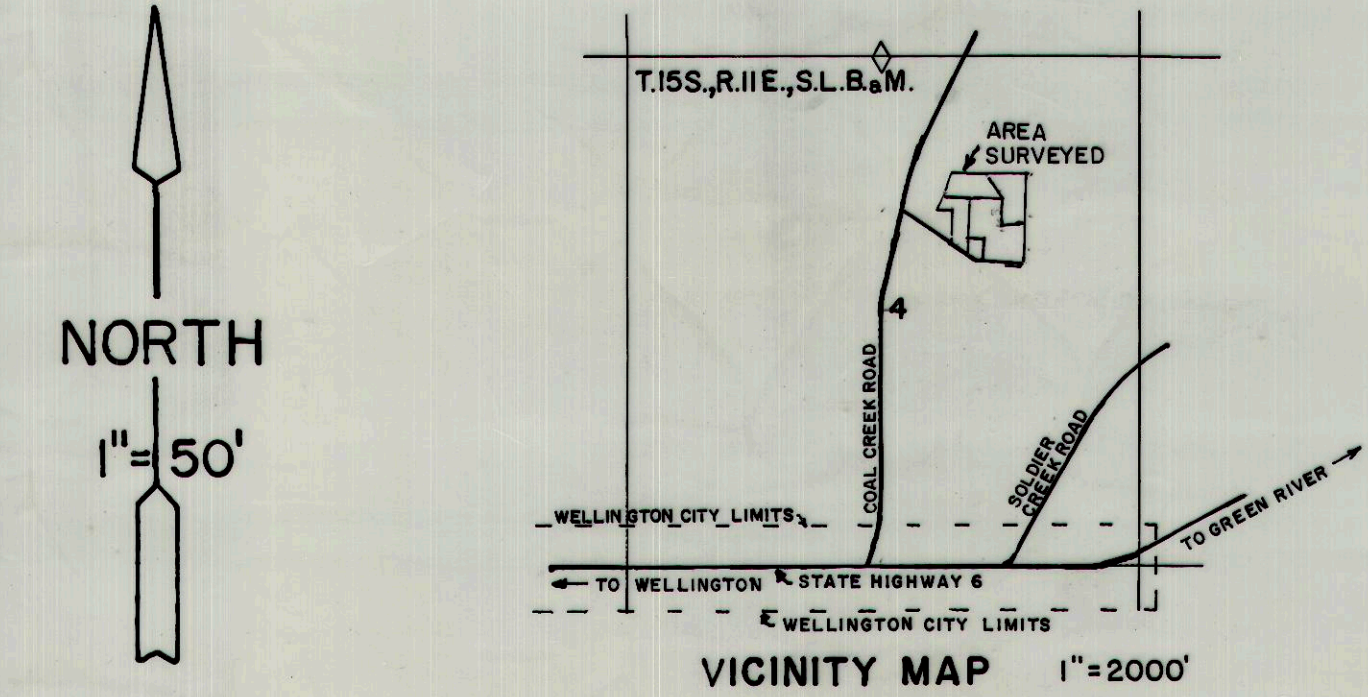 NORTH
1"= 50'
T.15S.,R.11E.,S.L.B.&M.
AREA
SURVEYED
4
COAL CREEK ROAD
SOLDIER
CREEK ROAD
WELLINGTON CITY LIMITS
TO GREEN RIVER
TO WELLINGTON
STATE HIGHWAY 6
WELLINGTON CITY LIMITS
VICINITY MAP 1"=2000'